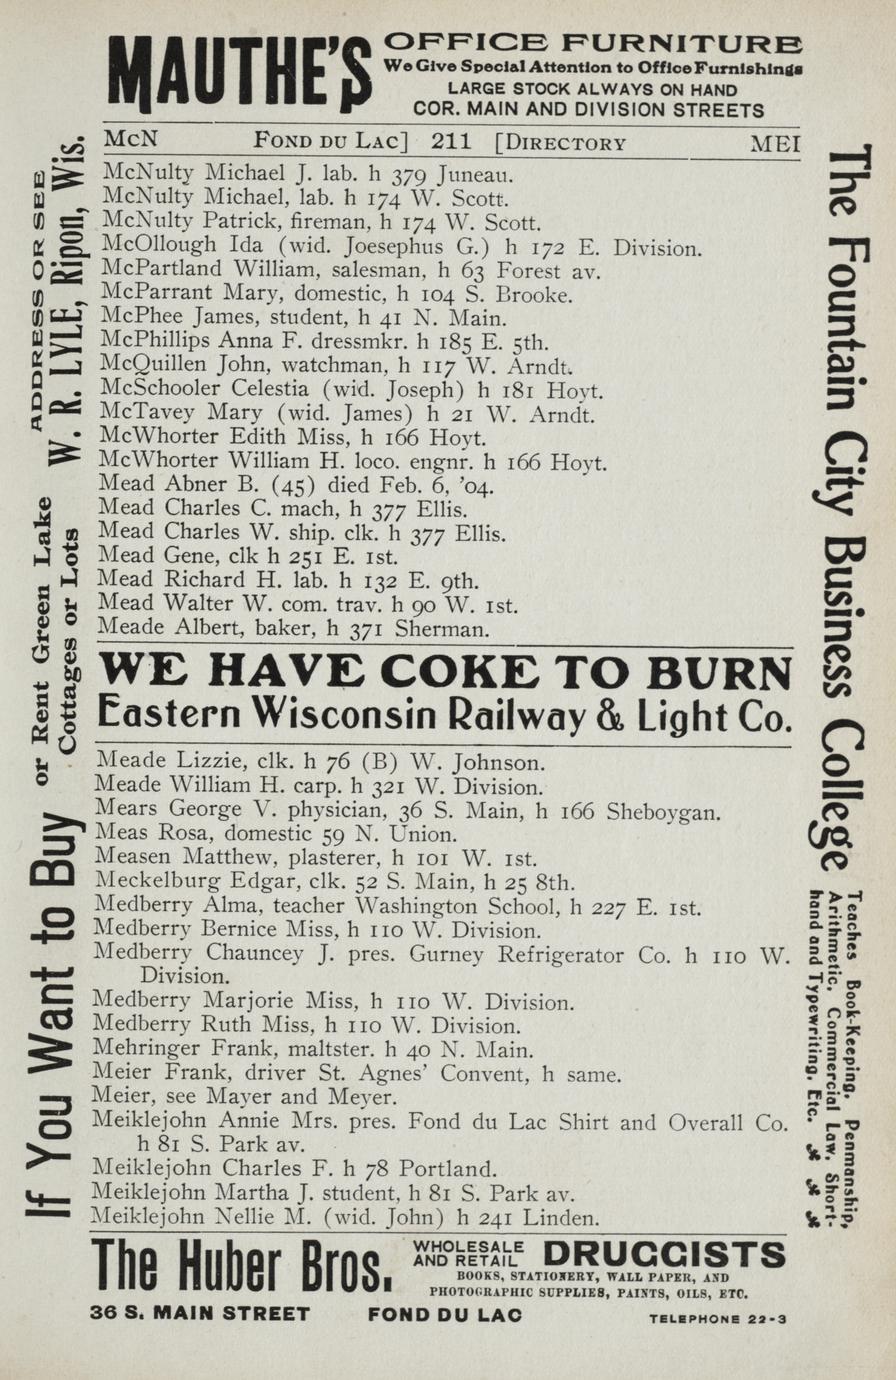 MAUTHE'S
OFFICE FURNITURE
We Give Special Attention to Office Furnishings
LARGE STOCK ALWAYS ON HAND
COR. MAIN AND DIVISION STREETS
McN FOND DU LAC] 211 [DIRECTORY MEI
McNulty Michael J. lab. h 379 Juneau.
McNulty Michael, lab. h 174 W. Scott.
McNulty Patrick, fireman, h 174 W. Scott.
McOllough Ida (wid. Joesephus G.) h 172 E. Division.
McPartland William, salesman, h 63 Forest av.
McParrant Mary, domestic, h 104 S. Brooke.
McPhee James, student, h 41 N. Main.
McPhillips Anna F. dressmkr. h 185 E. 5th.
McQuillen John, watchman, h 117 W. Arndt.
McSchooler Celestia (wid. Joseph) h 181 Hoyt.
McTavey Mary (wid. James) h 21 W. Arndt.
McWhorter Edith Miss, h 166 Hoyt.
McWhorter William H. loco. engnr. h 166 Hoyt.
Mead Abner B. (45) died Feb. 6, '04.
Mead Charles C. mach, h 377 Ellis.
Mead Charles W. ship. clk. h 377 Ellis.
Mead Gene, clk h 251 E. 1st.
Mead Richard H. lab. h 132 E. 9th.
Mead Walter W. com. trav. h 90 W. 1st.
Meade Albert, baker, h 371 Sherman.
WE HAVE COKE TO BURN
Eastern Wisconsin Railway & Light Co.
Meade Lizzie, clk. h 76 (B) W. Johnson.
Meade William H. carp. h 321 W. Division.
Mears George V. physician, 36 S. Main, h 166 Sheboygan.
Meas Rosa, domestic 59 N. Union.
Measen Matthew, plasterer, h 101 W. 1st.
Meckelburg Edgar, clk. 52 S. Main, h 25 8th.
Medberry Alma, teacher Washington School, h 227 E. 1st.
Medberry Bernice Miss, h 110 W. Division.
Medberry Chauncey J. pres. Gurney Refrigerator Co. h 110 W.
Division.
Medberry Marjorie Miss, h 110 W. Division.
Medberry Ruth Miss, h 110 W. Division.
Mehringer Frank, maltster. h 40 N. Main.
Meier Frank, driver St. Agnes' Convent, h same.
Meier, see Mayer and Meyer.
Meiklejohn Annie Mrs. pres. Fond du Lac Shirt and Overall Co.
h 81 S. Park av.
Meiklejohn Charles F. h 78 Portland.
Meiklejohn Martha J. student, h 81 S. Park av.
Meiklejohn Nellie M. (wid. John) h 241 Linden.
The Huber Bros.
WHOLESALE
AND RETAIL
DRUGGISTS
BOOKS, STATIONERY, WALL PAPER, AND
PHOTOGRAPHIC SUPPLIES, PAINTS, OILS, ETC.
36 S. MAIN STREET FOND DU LAC TELEPHONE 22-3
If You Want to Buy
or Rent Green Lake
Cottages or Lots
ADDRESS OR SEE
W. R. LYLE, Ripon, Wis.
The Fountain City Business College
Teaches Book-Keeping, Penmanship,
Arithmetic, Commercial Law, Short-
hand and Typewriting, Etc.